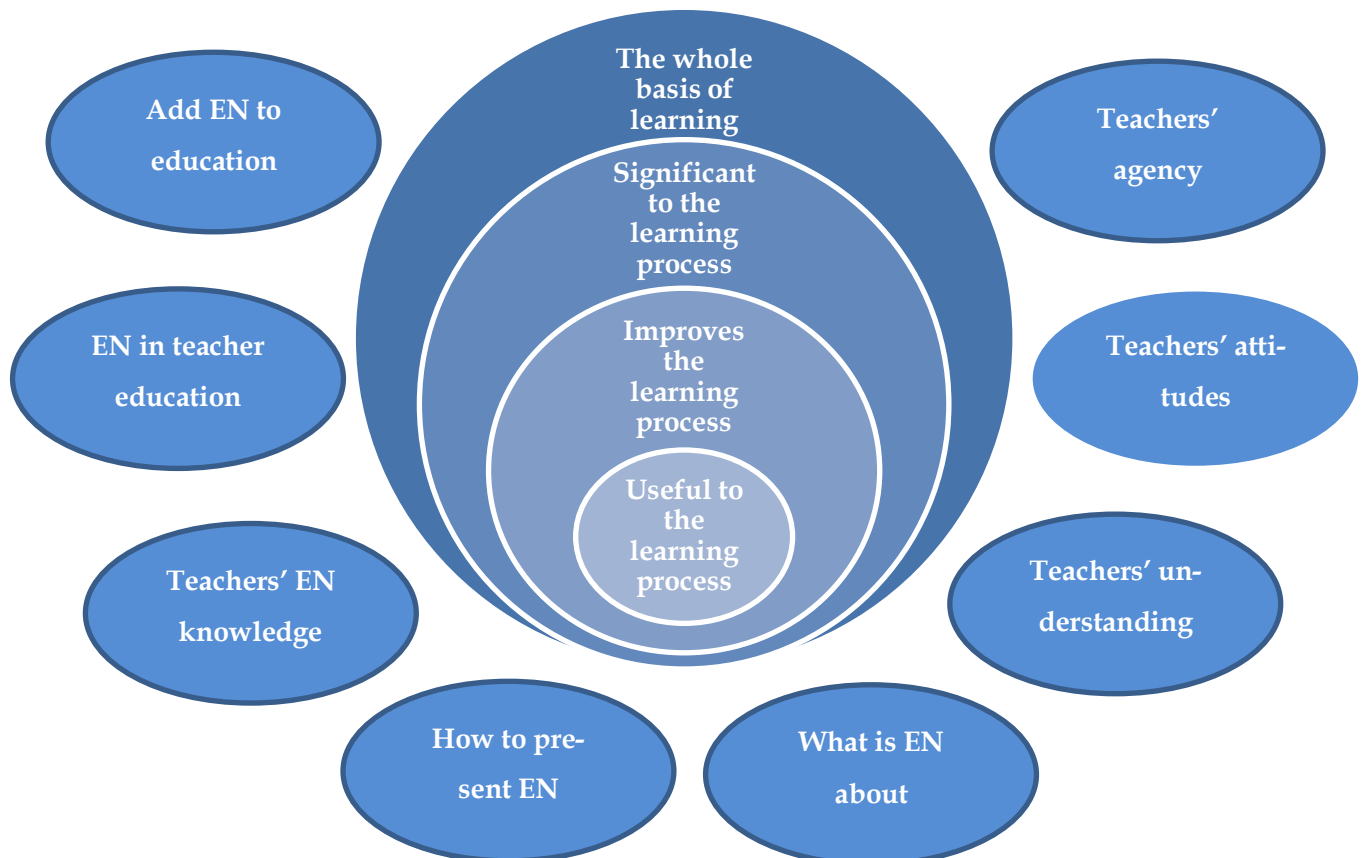 The whole
basis of
learning
Significant
to the
learning
process
Improves
the
learning
process
Useful to
the
learning
process
Add EN to
education
EN in teacher
education
Teachers’ EN
knowledge
How to pre-
sent EN
What is EN
about
Teachers’ un-
derstanding
Teachers’ atti-
tudes
Teachers’
agency